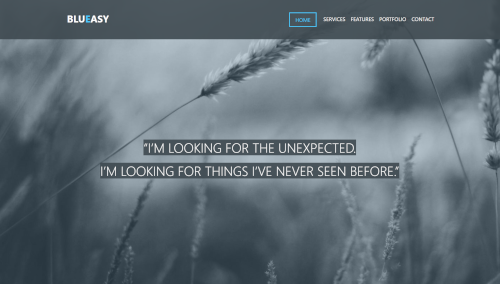 BLUEASY
HOME SERVICES FEATURES PORTFOLIO CONTACT
“I’M LOOKING FOR THE UNEXPECTED.
I’M LOOKING FOR THINGS I’VE NEVER SEEN BEFORE.”